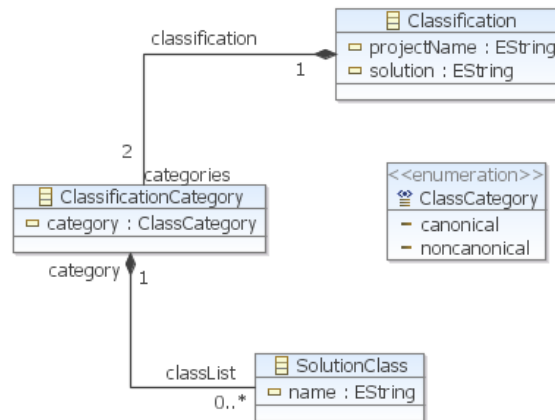 Classification
projectName : EString
solution : EString
classification
1
2
categories
ClassificationCategory
category : ClassCategory
<<enumeration>>
ClassCategory
canonical
noncanonical
category
1
classList
0..*
SolutionClass
name : EString